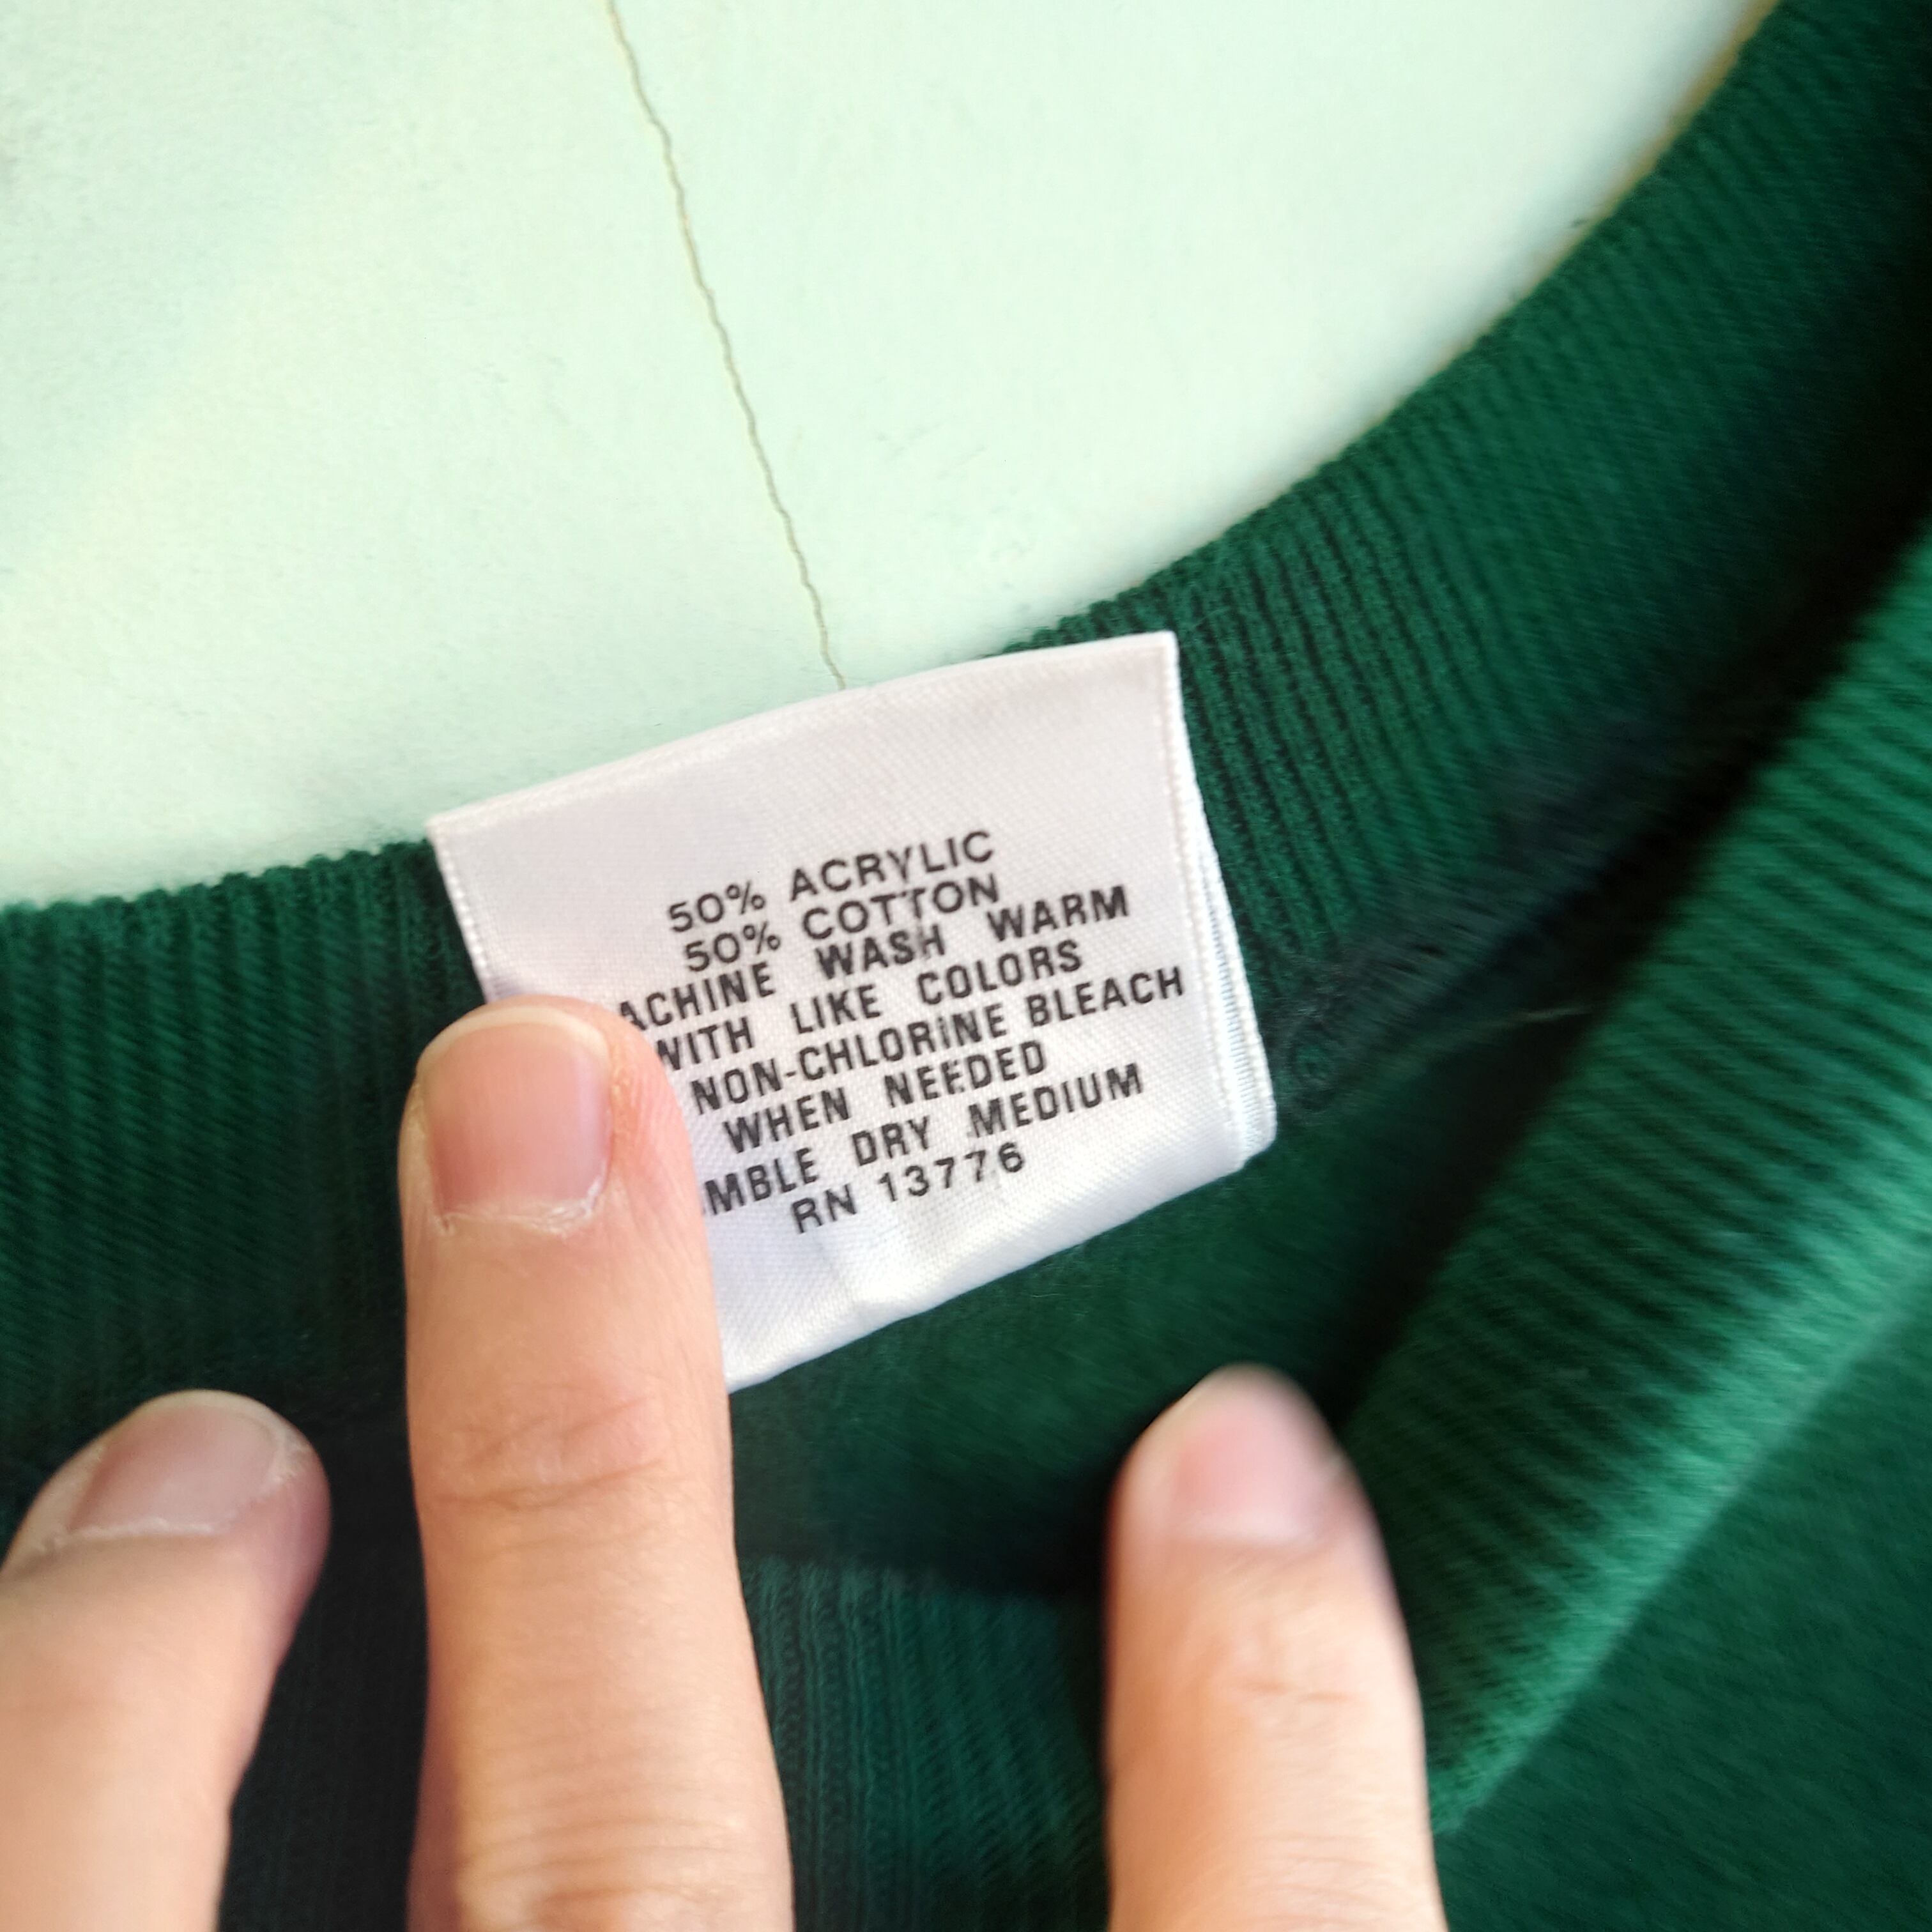 50% ACRYLIC
50% COTTON
ACHINE WASH WARM
WITH LIKE COLORS
NON-CHLORINE BLEACH
WHEN NEEDED
MBLE DRY MEDIUM
RN 13776